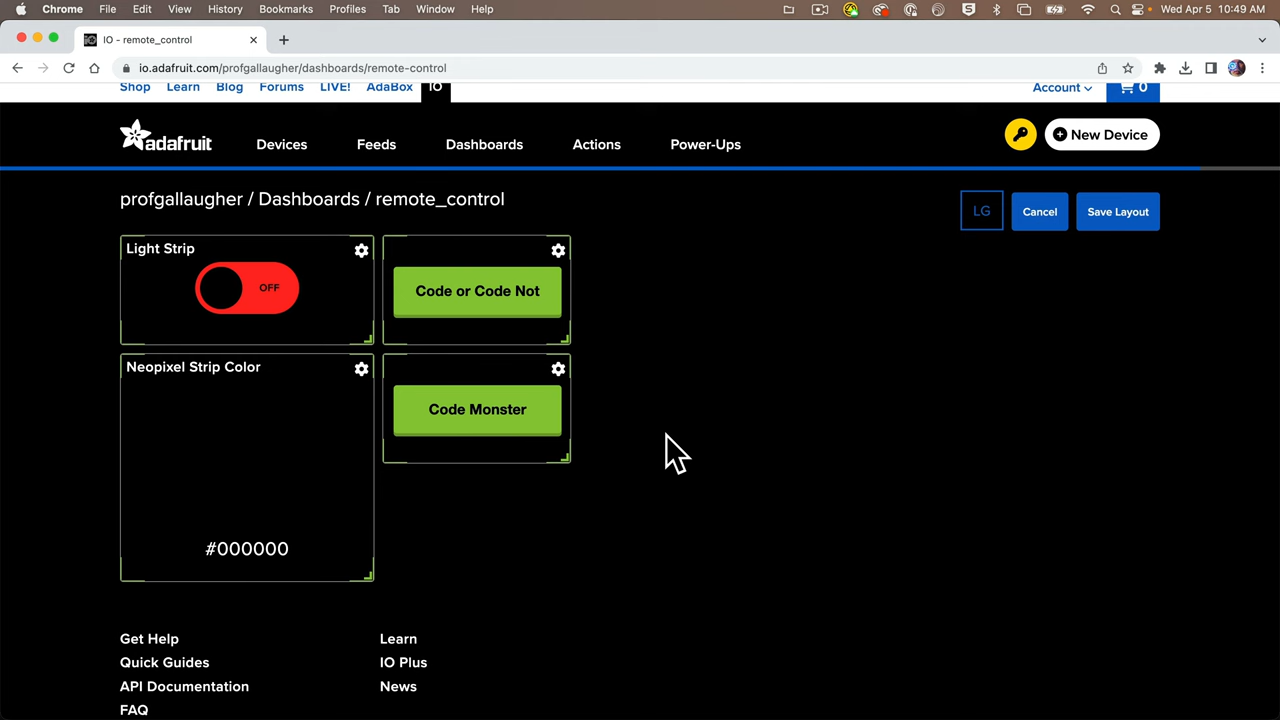 Chrome File Edit View History Bookmarks Profiles Tab Window Help Wed Apr 5 10:49 AM
IO - remote_control
io.adafruit.com/profgallaugher/dashboards/remote-control
Shop Learn Blog Forums LIVE! AdaBox IO Account 0
adafruit Devices Feeds Dashboards Actions Power-Ups New Device
profgallaugher / Dashboards / remote_control LG Cancel Save Layout
Light Strip
OFF
Code or Code Not
Neopixel Strip Color
Code Monster
#000000
Get Help Learn
Quick Guides IO Plus
API Documentation News
FAQ